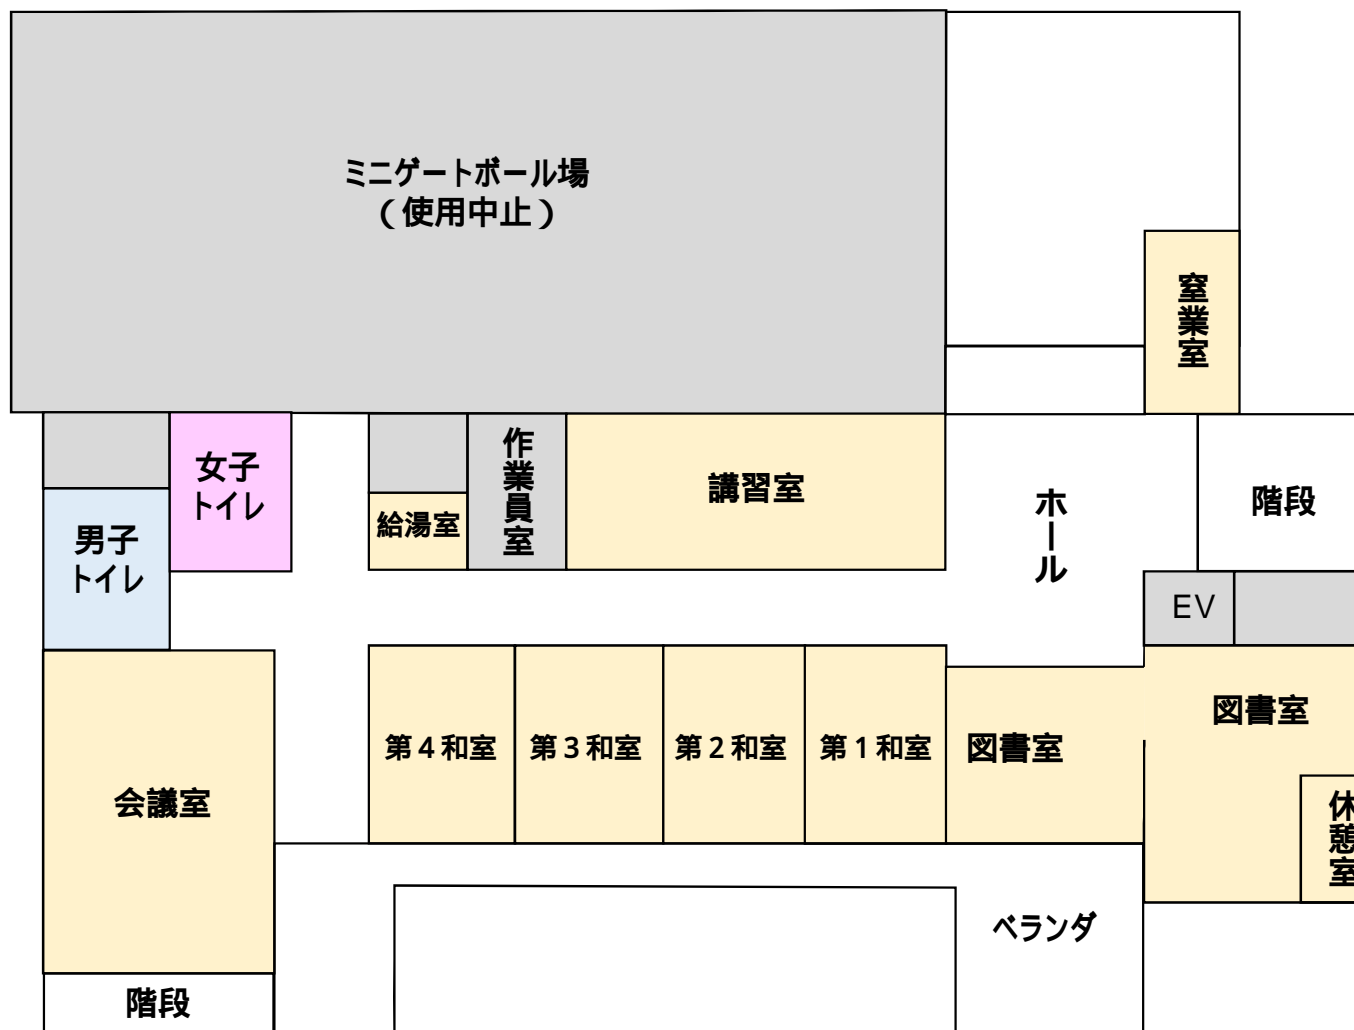 ミニゲートボール場
（使用中止）
窒業室
女子
トイレ
男子
トイレ
給湯室
作業員室
講習室
ホール
階段
EV
第４和室
第３和室
第２和室
第１和室
図書室
図書室
休憩室
会議室
ベランダ
階段